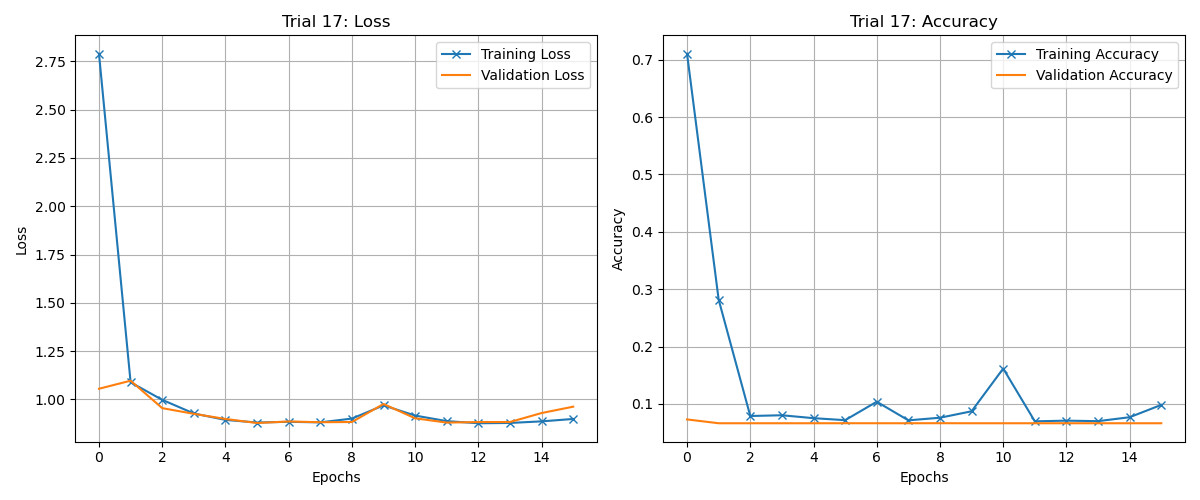 Trial 17: Loss
Training Loss
Validation Loss
2.75
2.50
2.25
2.00
1.75
1.50
1.25
1.00
Loss
0 2 4 6 8 10 12 14
Epochs
Trial 17: Accuracy
Training Accuracy
Validation Accuracy
0.7
0.6
0.5
0.4
0.3
0.2
0.1
Accuracy
0 2 4 6 8 10 12 14
Epochs